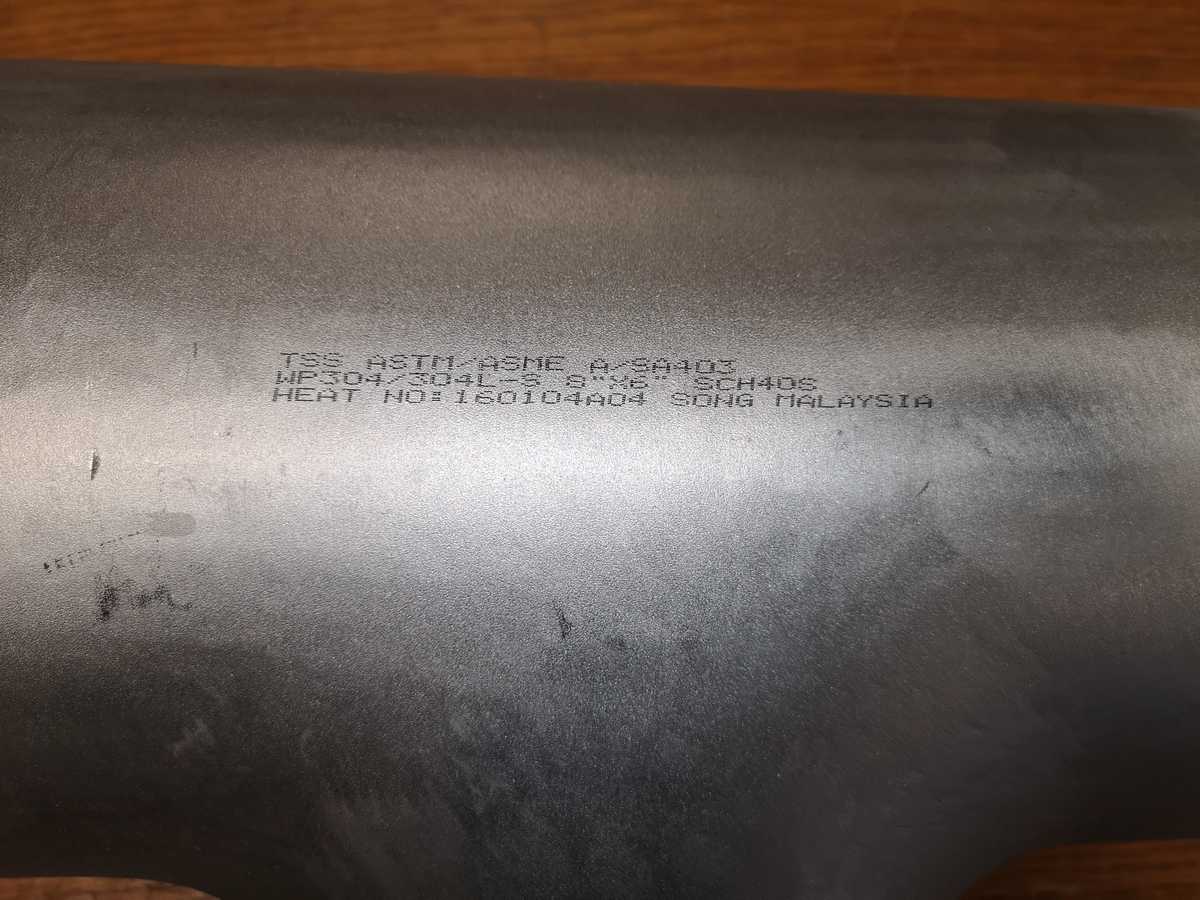 TSS ASTM/ASME A/SA403
WP304/304L-S 8"X6" SCH40S
HEAT NO:160104A04 SONG MALAYSIA